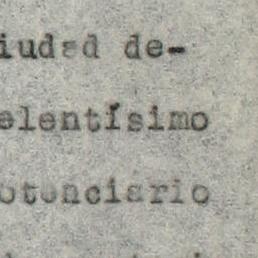 iudad de-
elentísimo
otenciario